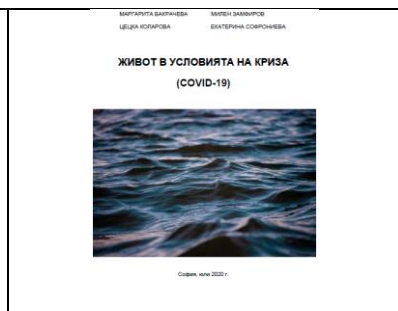 МАРГАРИТА БАКРАЧЕВА МИЛЕН ЗАМФИРОВ
ЦЕЦКА КОЛАРОВА ЕКАТЕРИНА СОФРОНИЕВА
ЖИВОТ В УСЛОВИЯТА НА КРИЗА
(COVID-19)
София, юли 2020 г.